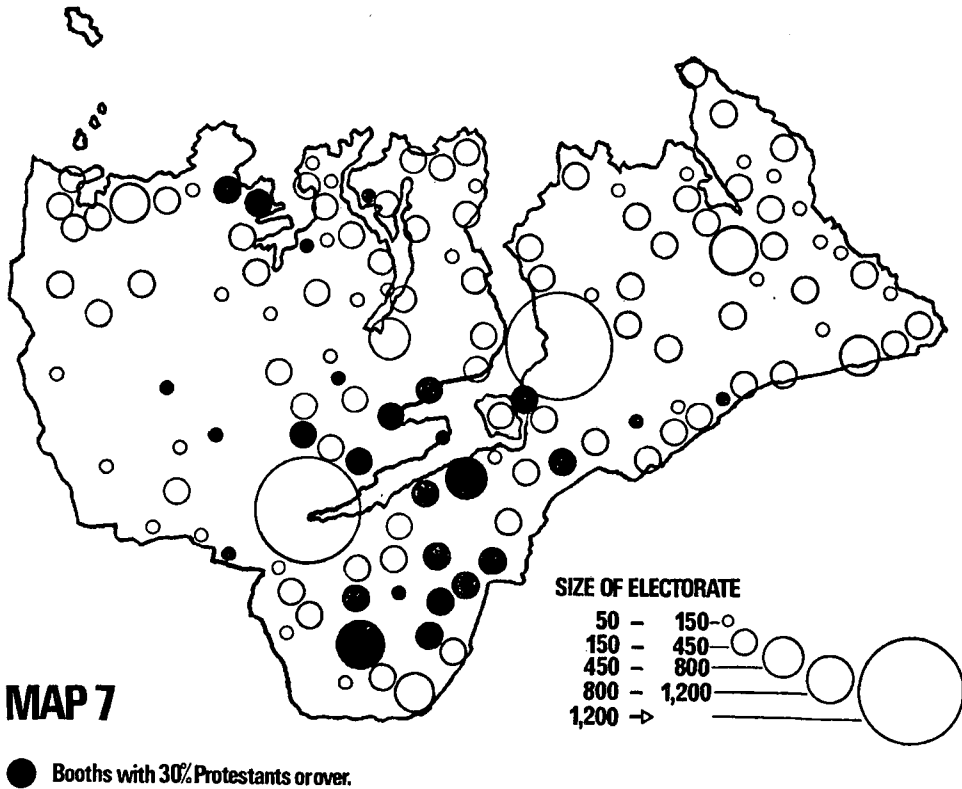 SIZE OF ELECTORATE
50 – 150
150 – 450
450 – 800
800 – 1,200
1,200 →
MAP 7
Booths with 30% Protestants or over.